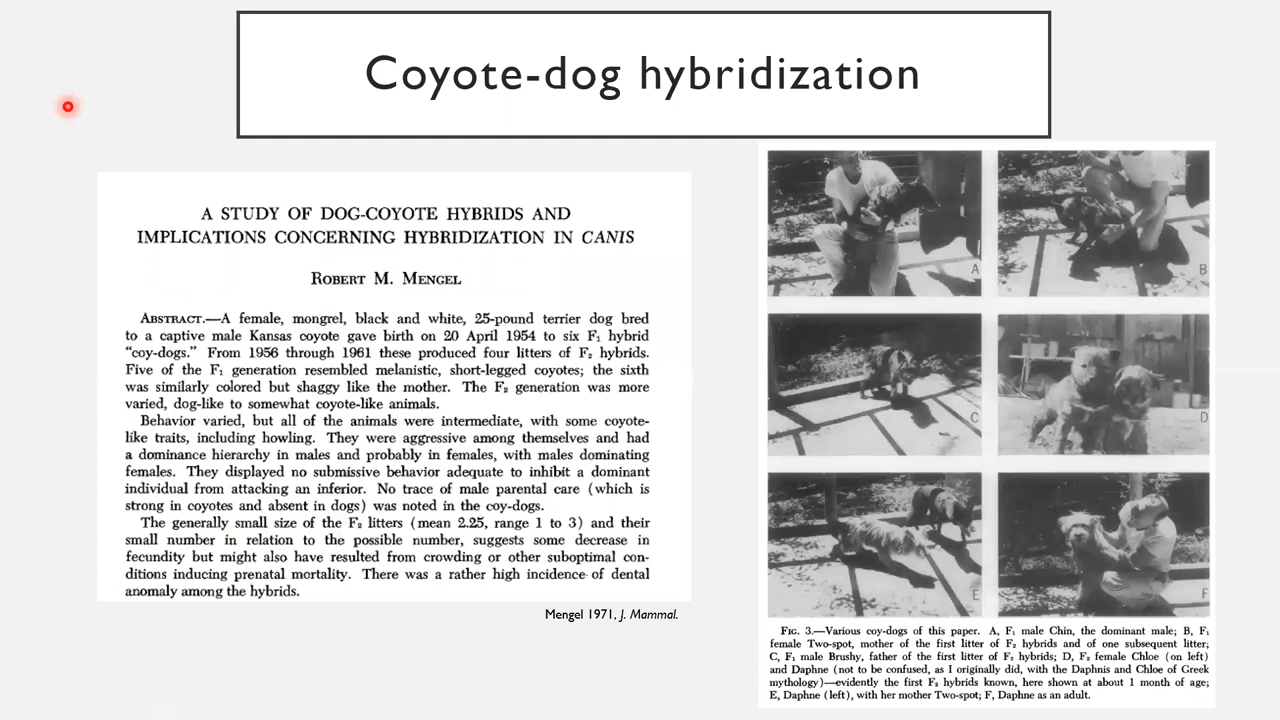 Coyote-dog hybridization
A STUDY OF DOG-COYOTE HYBRIDS AND
IMPLICATIONS CONCERNING HYBRIDIZATION IN CANIS
ROBERT M. MENGEL
ABSTRACT.—A female, mongrel, black and white, 25-pound terrier dog bred
to a captive male Kansas coyote gave birth on 20 April 1954 to six F₁ hybrid
“coy-dogs.” From 1956 through 1961 these produced four litters of F₂ hybrids.
Five of the F₁ generation resembled melanistic, short-legged coyotes; the sixth
was similarly colored but shaggy like the mother. The F₂ generation was more
varied, dog-like to somewhat coyote-like animals.
Behavior varied, but all of the animals were intermediate, with some coyote-
like traits, including howling. They were aggressive among themselves and had
a dominance hierarchy in males and probably in females, with males dominating
females. They displayed no submissive behavior adequate to inhibit a dominant
individual from attacking an inferior. No trace of male parental care (which is
strong in coyotes and absent in dogs) was noted in the coy-dogs.
The generally small size of the F₂ litters (mean 2.25, range 1 to 3) and their
small number in relation to the possible number, suggests some decrease in
fecundity but might also have resulted from crowding or other suboptimal con-
ditions inducing prenatal mortality. There was a rather high incidence of dental
anomaly among the hybrids.
Mengel 1971, J. Mammal.
A
B
C
D
E
F
FIG. 3.—Various coy-dogs of this paper. A, F₁ male Chin, the dominant male; B, F₁
female Two-spot, mother of the first litter of F₂ hybrids and of one subsequent litter;
C, F₁ male Brushy, father of the first litter of F₂ hybrids; D, F₂ female Chloe (on left)
and Daphne (not to be confused, as I originally did, with the Daphnis and Chloe of Greek
mythology)—evidently the first F₂ hybrids known, here shown at about 1 month of age;
E, Daphne (left), with her mother Two-spot; F, Daphne as an adult.